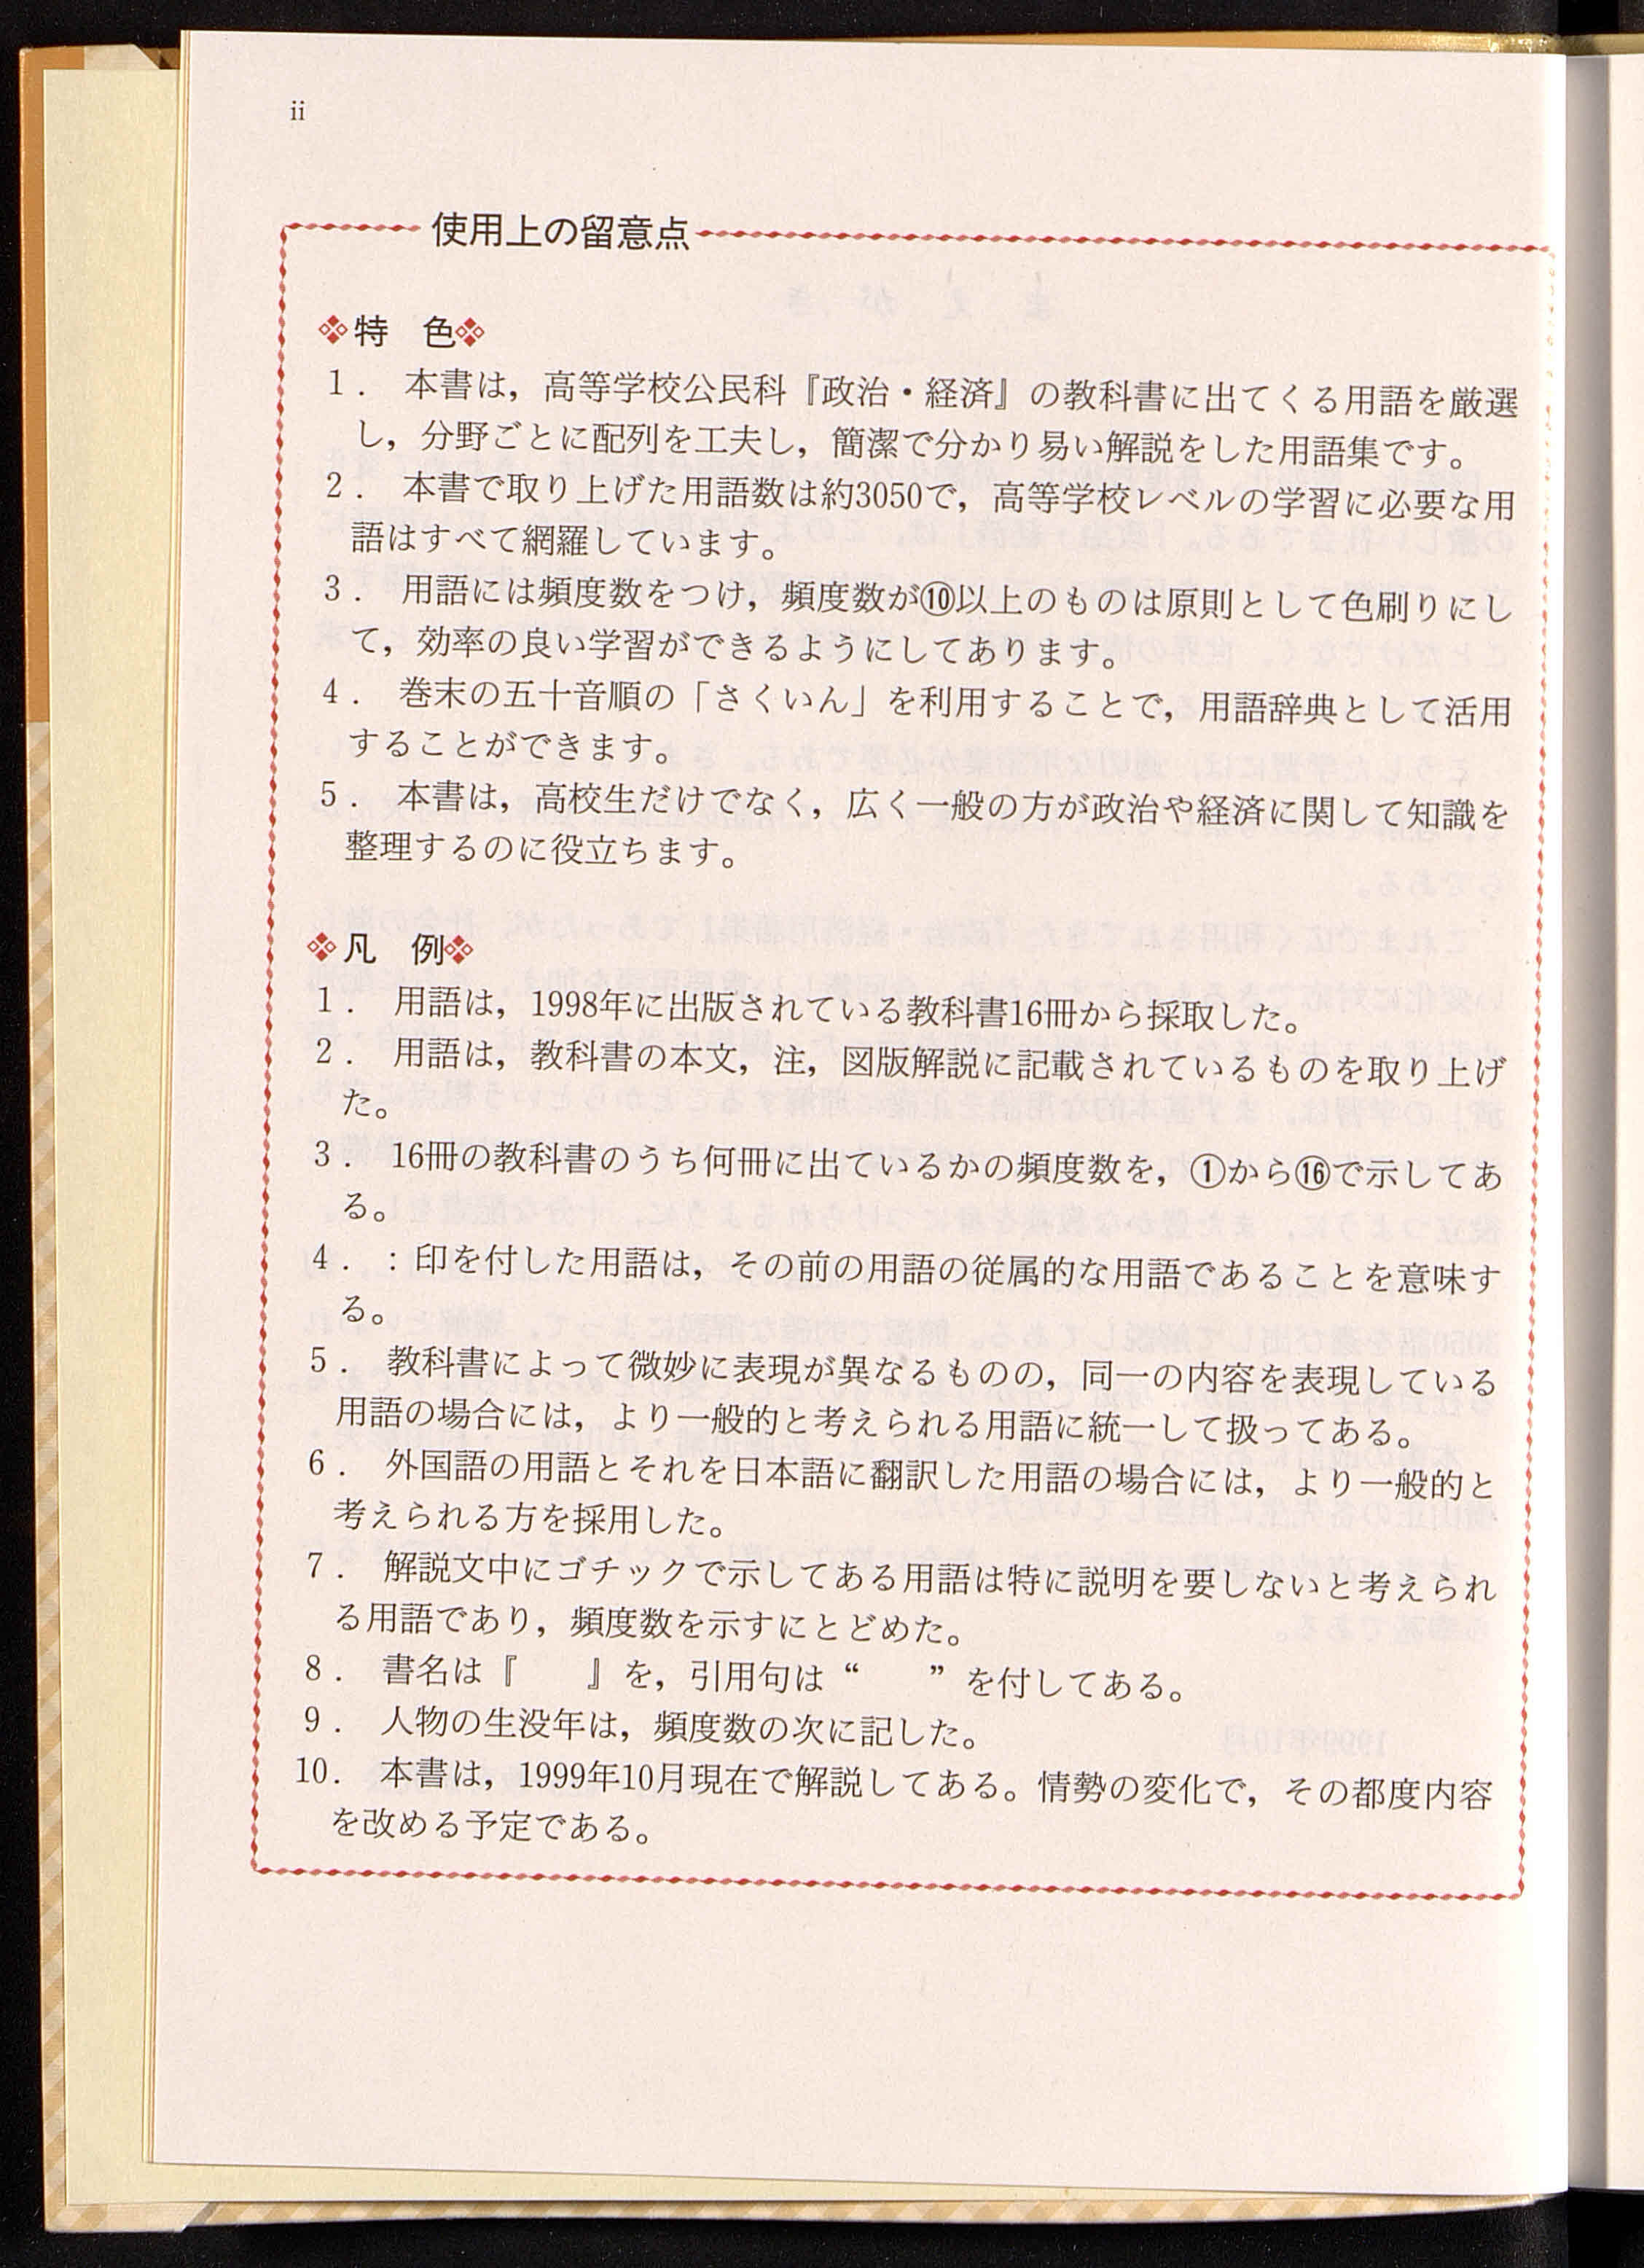 ii
使用上の留意点
特　色
1．　本書は，高等学校公民科『政治・経済』の教科書に出てくる用語を厳選
し，分野ごとに配列を工夫し，簡潔で分かり易い解説をした用語集です。
2．　本書で取り上げた用語数は約3050で，高等学校レベルの学習に必要な用
語はすべて網羅しています。
3．　用語には頻度数をつけ，頻度数が⑩以上のものは原則として色刷りにし
て，効率の良い学習ができるようにしてあります。
4．　巻末の五十音順の「さくいん」を利用することで，用語辞典として活用
することができます。
5．　本書は，高校生だけでなく，広く一般の方が政治や経済に関して知識を
整理するのに役立ちます。
凡　例
1．　用語は，1998年に出版されている教科書16冊から採取した。
2．　用語は，教科書の本文，注，図版解説に記載されているものを取り上げ
た。
3．　16冊の教科書のうち何冊に出ているかの頻度数を，①から⑯で示してあ
る。
4．　：印を付した用語は，その前の用語の従属的な用語であることを意味す
る。
5．　教科書によって微妙に表現が異なるものの，同一の内容を表現している
用語の場合には，より一般的と考えられる用語に統一して扱ってある。
6．　外国語の用語とそれを日本語に翻訳した用語の場合には，より一般的と
考えられる方を採用した。
7．　解説文中にゴチックで示してある用語は特に説明を要しないと考えられ
る用語であり，頻度数を示すにとどめた。
8．　書名は『　　』を，引用句は“　　”を付してある。
9．　人物の生没年は，頻度数の次に記した。
10．　本書は，1999年10月現在で解説してある。情勢の変化で，その都度内容
を改める予定である。